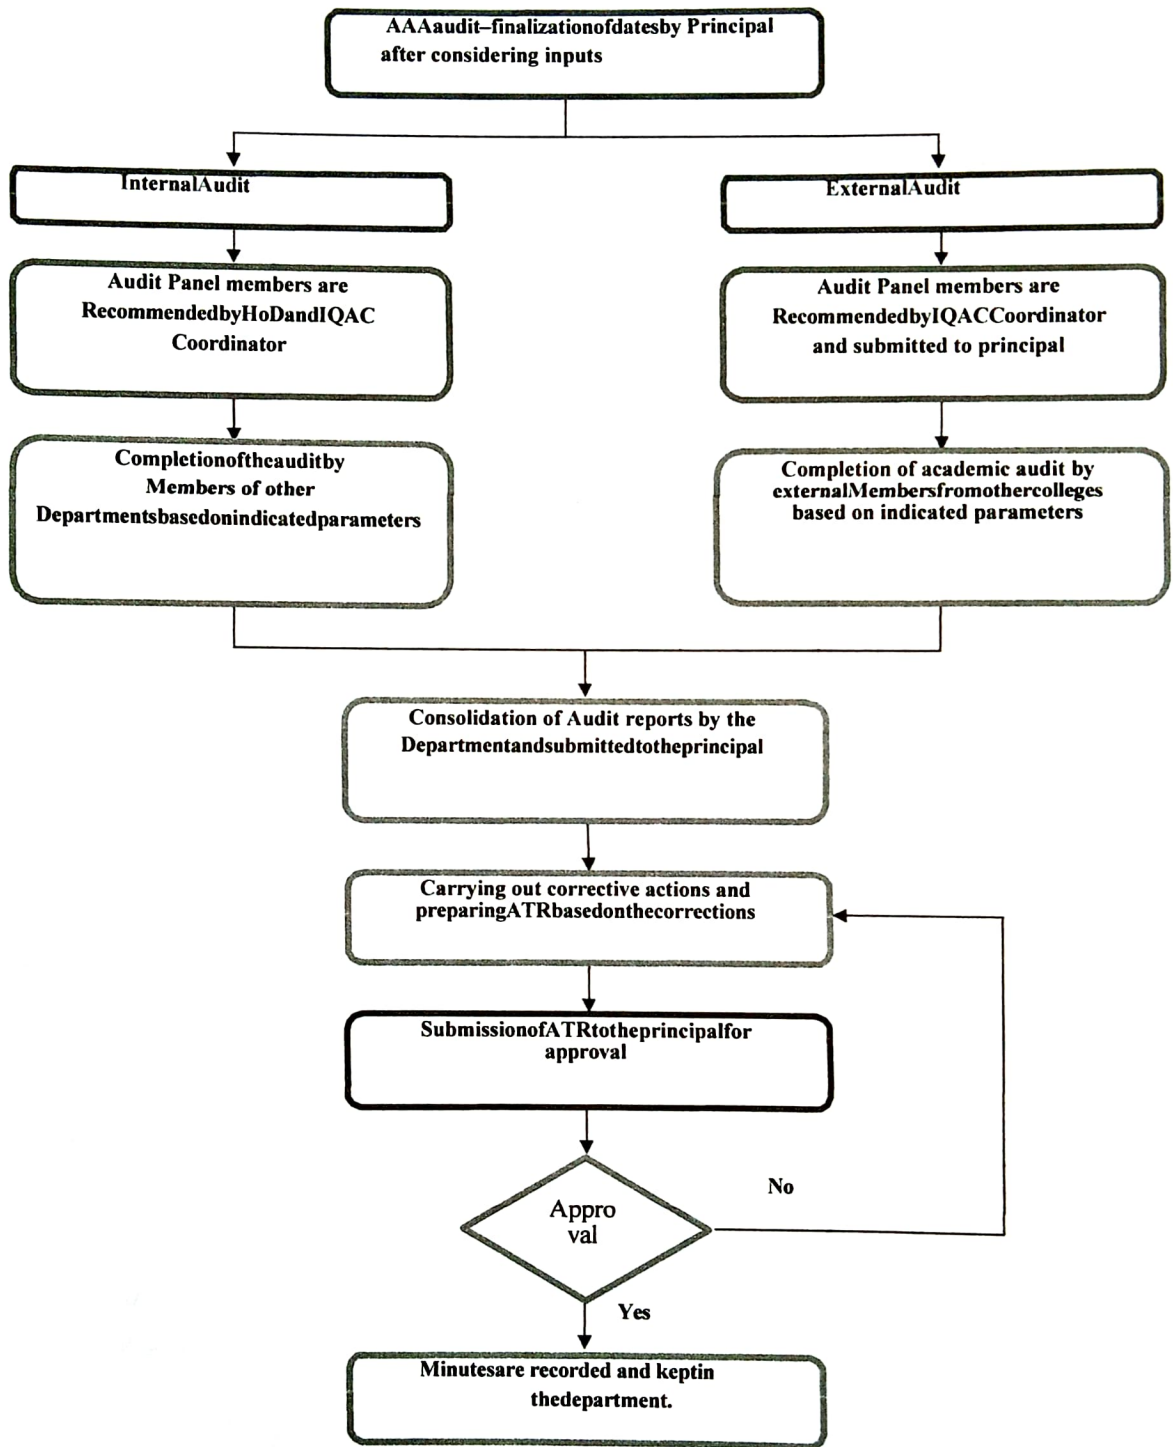 AAAaudit–finalizationofdatesby Principal
after considering inputs
InternalAudit
ExternalAudit
Audit Panel members are
RecommendedbyHoDandIQAC
Coordinator
Audit Panel members are
RecommendedbyIQACCoordinator
and submitted to principal
Completionoftheauditby
Members of other
Departmentsbasedonindicatedparameters
Completion of academic audit by
externalMembersfromothercolleges
based on indicated parameters
Consolidation of Audit reports by the
Departmentandsubmittedtotheprincipal
Carrying out corrective actions and
preparingATRbasedonthecorrections
SubmissionofATRtotheprincipalfor
approval
Appro
val
No
Yes
Minutesare recorded and keptin
thedepartment.